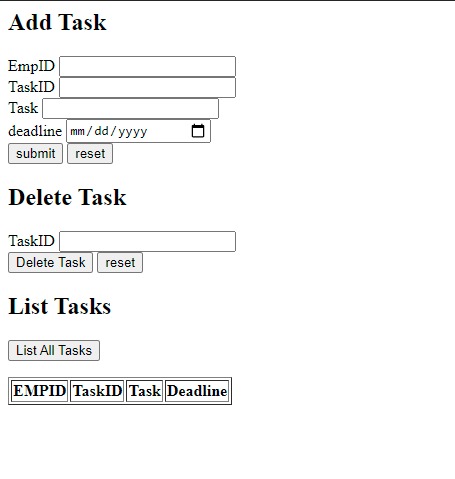 Add Task
EmpID
TaskID
Task
deadline mm/dd/yyyy
submit reset
Delete Task
TaskID
Delete Task reset
List Tasks
List All Tasks
EMPID TaskID Task Deadline